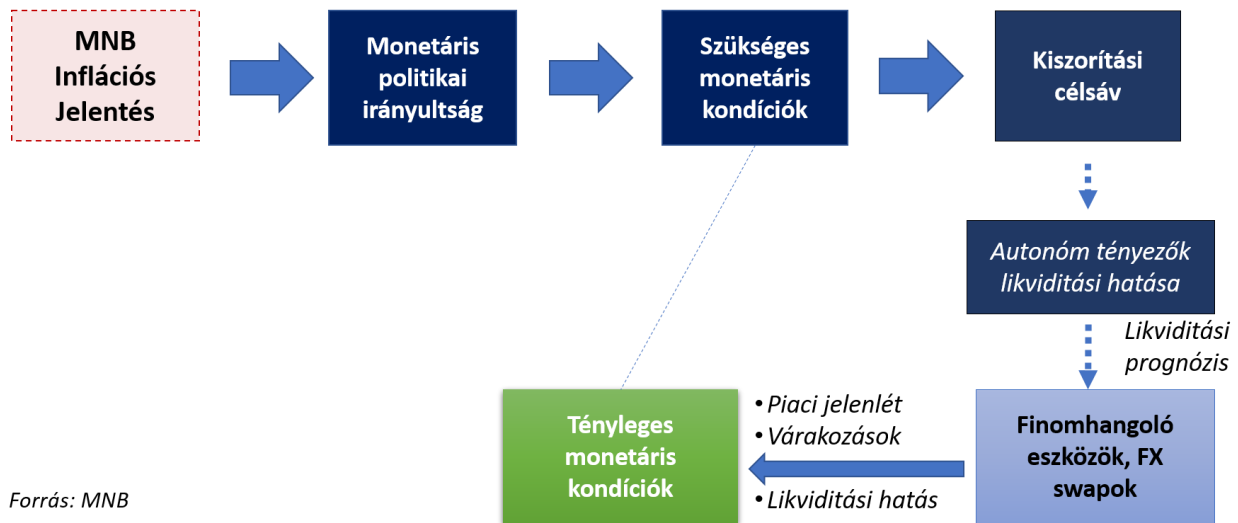 MNB
Inflációs
Jelentés
Monetáris
politikai
irányultság
Szükséges
monetáris
kondíciók
Kiszorítási
célsáv
Autonóm tényezők
likviditási hatása
Likviditási
prognózis
Finomhangoló
eszközök, FX
swapok
• Piaci jelenlét
• Várakozások
• Likviditási hatás
Tényleges
monetáris
kondíciók
Forrás: MNB